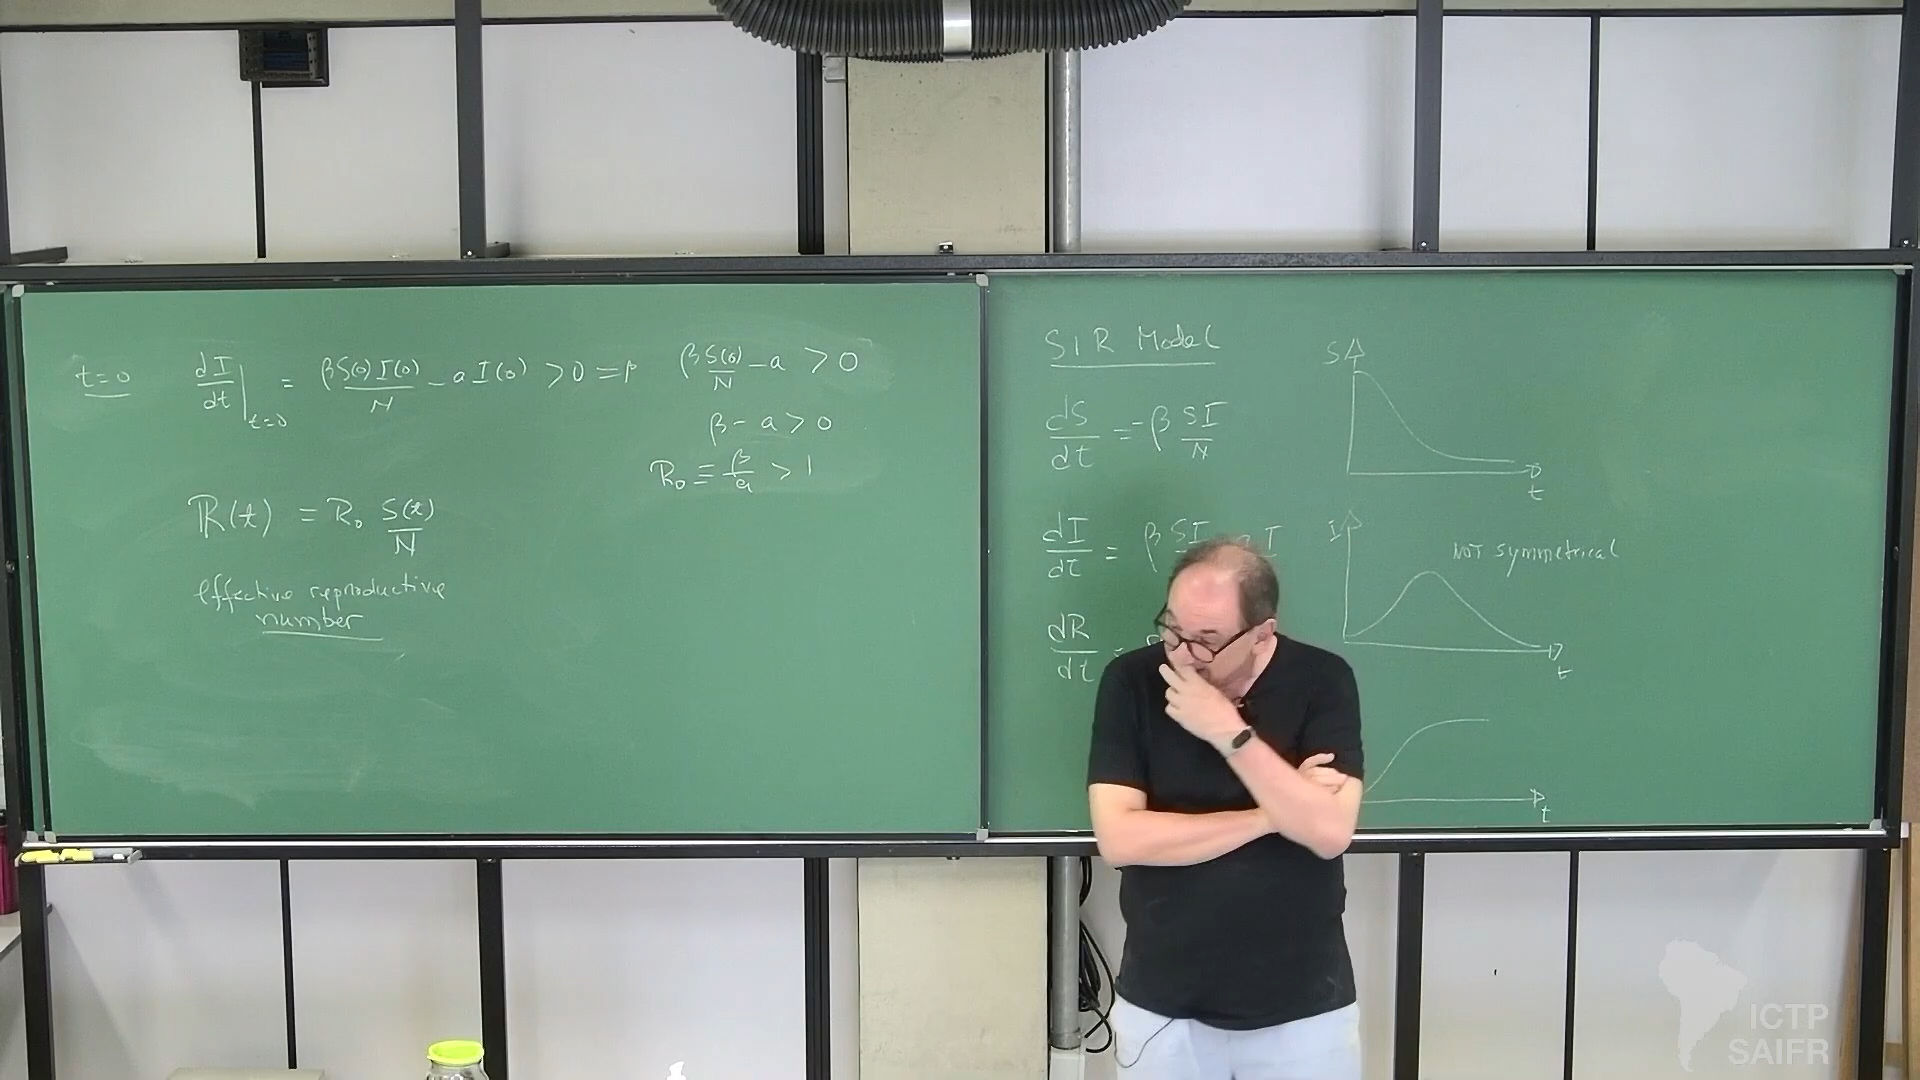 t=0 dI/dt|t=0 = βS(0)I(0)/N - aI(0) > 0 => βS(0)/N - a > 0
β - a > 0
R₀ ≡ β/a > 1
ℝ(t) = R₀ S(t)/N
effective reproductive
number
SIR Model
dS/dt = -β SI/N
dI/dt = β SI
I
dR/dt =
S
t
I
NOT symmetrical
t
t
ICTP
SAIFR